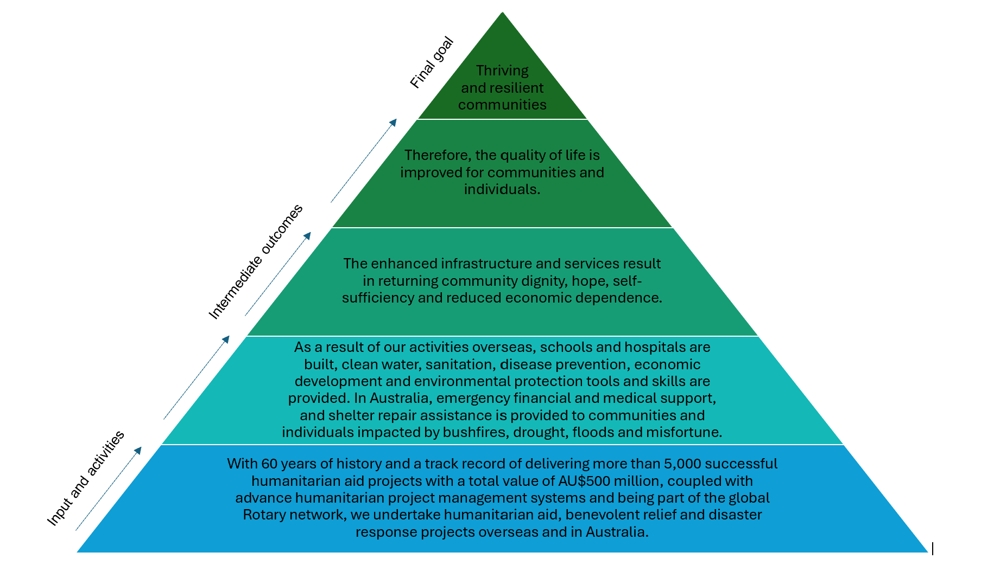 Final goal
Thriving
and resilient
communities
Therefore, the quality of life is
improved for communities and
individuals.
Intermediate outcomes
The enhanced infrastructure and services result
in returning community dignity, hope, self-
sufficiency and reduced economic dependence.
As a result of our activities overseas, schools and hospitals are
built, clean water, sanitation, disease prevention, economic
development and environmental protection tools and skills are
provided. In Australia, emergency financial and medical support,
and shelter repair assistance is provided to communities and
individuals impacted by bushfires, drought, floods and misfortune.
Input and activities
With 60 years of history and a track record of delivering more than 5,000 successful
humanitarian aid projects with a total value of AU$500 million, coupled with
advance humanitarian project management systems and being part of the global
Rotary network, we undertake humanitarian aid, benevolent relief and disaster
response projects overseas and in Australia.